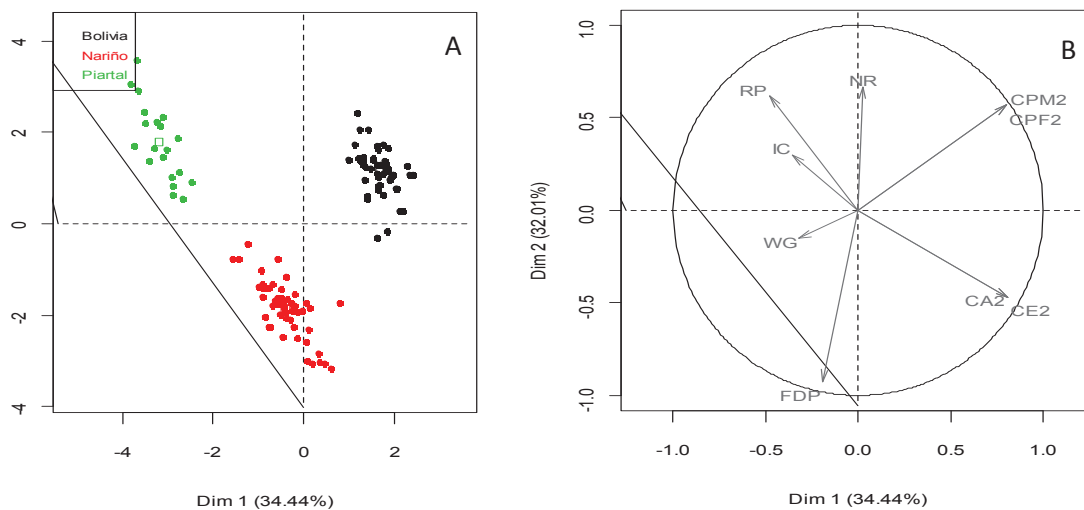 A
Bolivia
Nariño
Piartal
4
2
0
-2
-4
-4
-2
0
2
Dim 1 (34.44%)
B
Dim 2 (32.01%)
1.0
0.5
0.0
-0.5
-1.0
RP
NR
CPM2
CPF2
IC
WG
CA2
CE2
FDP
-1.0
-0.5
0.0
0.5
1.0
Dim 1 (34.44%)